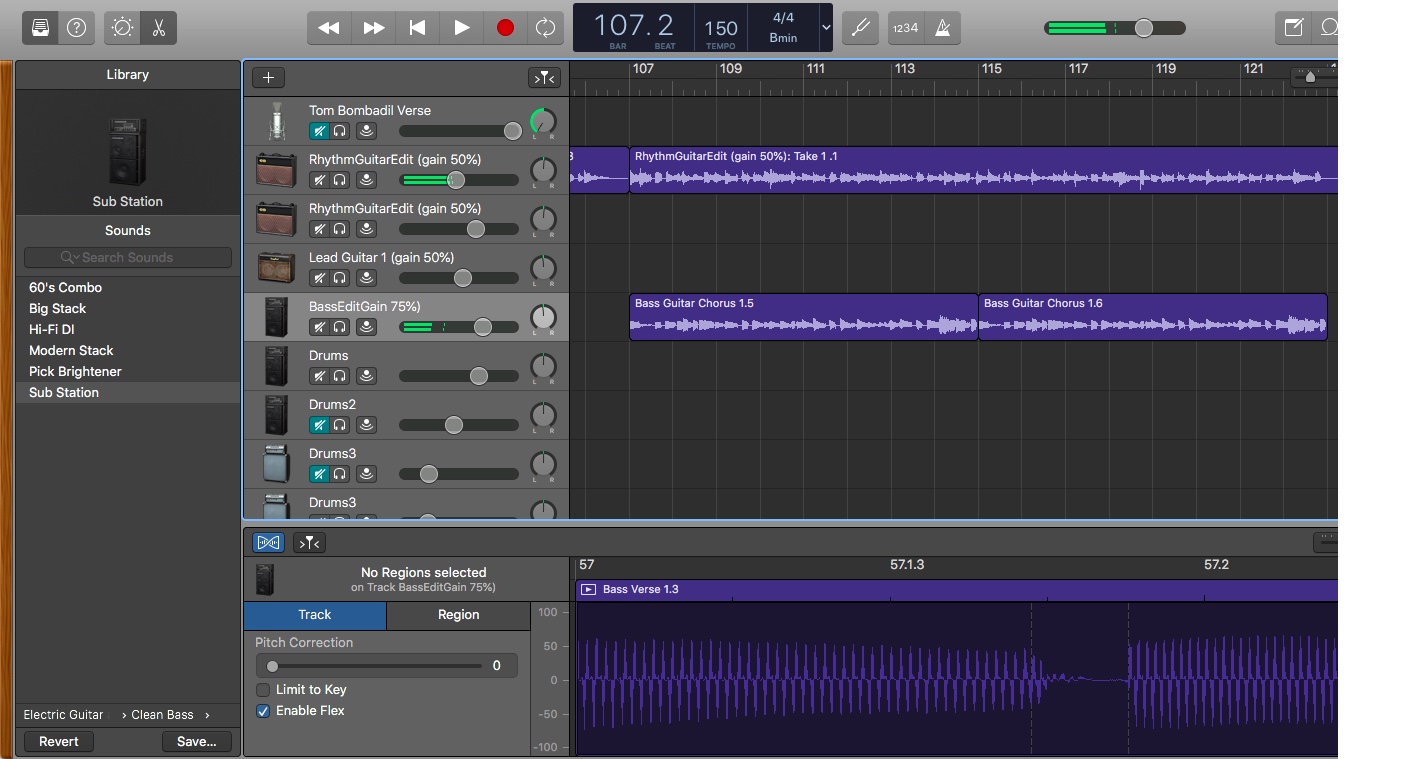 107. 2
BAR
BEAT
150
TEMPO
4/4
Bmin
1234
Library
Sub Station
Sounds
Search Sounds
60's Combo
Big Stack
Hi-Fi DI
Modern Stack
Pick Brightener
Sub Station
Electric Guitar › Clean Bass ›
Revert
Save...
107 109 111 113 115 117 119 121
Tom Bombadil Verse
L R
RhythmGuitarEdit (gain 50%)
L R
RhythmGuitarEdit (gain 50%)
L R
Lead Guitar 1 (gain 50%)
L R
BassEditGain 75%)
L R
Drums
L R
Drums2
L R
Drums3
L R
Drums3
3
RhythmGuitarEdit (gain 50%): Take 1 .1
Bass Guitar Chorus 1.5
Bass Guitar Chorus 1.6
No Regions selected
on Track BassEditGain 75%)
Track
Region
Pitch Correction
0
Limit to Key
Enable Flex
57 57.1.3 57.2
Bass Verse 1.3
100
50
0
-50
-100